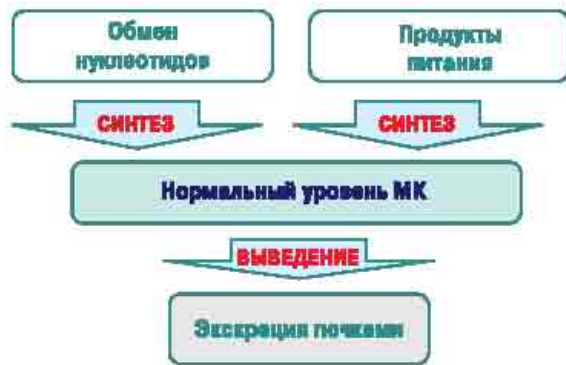 Обмен
нуклеотидов
Продукты
питания
СИНТЕЗ
СИНТЕЗ
Нормальный уровень МК
ВЫВЕДЕНИЕ
Экскреция почками